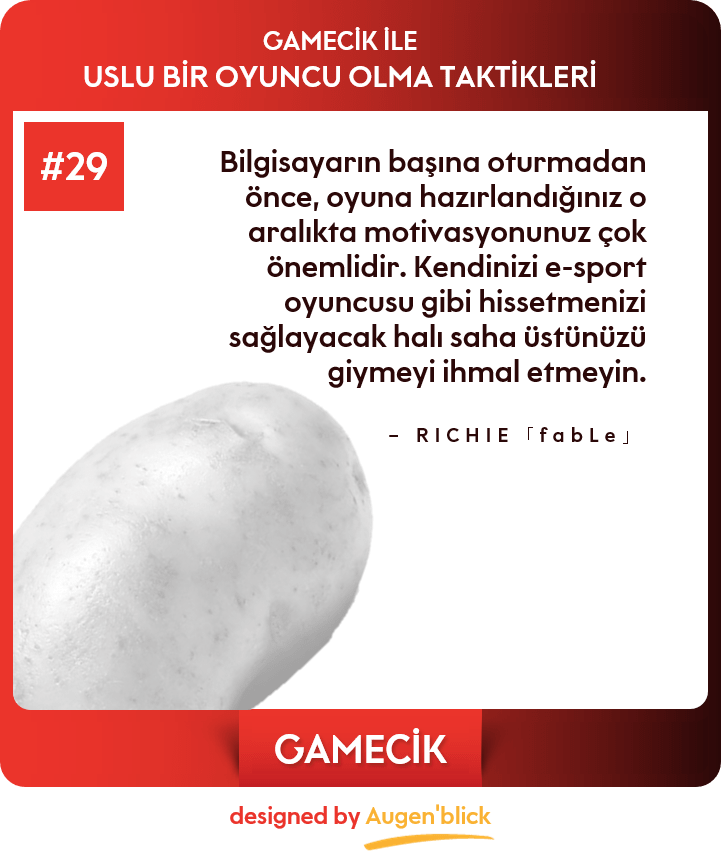 GAMECİK İLE
USLU BİR OYUNCU OLMA TAKTİKLERİ
#29
Bilgisayarın başına oturmadan
önce, oyuna hazırlandığınız o
aralıkta motivasyonunuz çok
önemlidir. Kendinizi e-sport
oyuncusu gibi hissetmenizi
sağlayacak halı saha üstünüzü
giymeyi ihmal etmeyin.
– RICHIE「fabLe」
GAMECİK
designed by Augen'blick